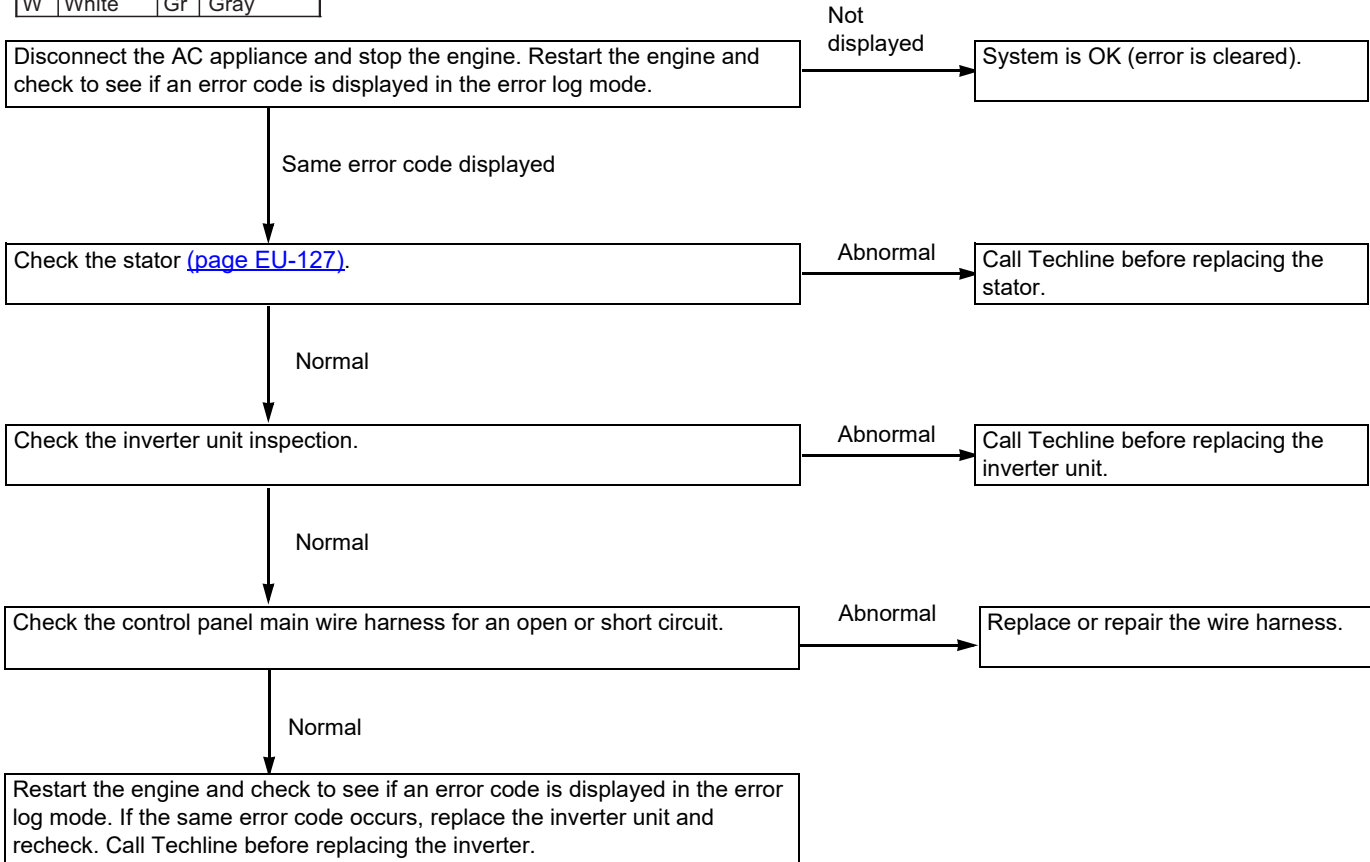 W White Gr Gray
Not
displayed
Disconnect the AC appliance and stop the engine. Restart the engine and
check to see if an error code is displayed in the error log mode.
System is OK (error is cleared).
Same error code displayed
Check the stator (page EU-127).
Abnormal
Call Techline before replacing the
stator.
Normal
Check the inverter unit inspection.
Abnormal
Call Techline before replacing the
inverter unit.
Normal
Check the control panel main wire harness for an open or short circuit.
Abnormal
Replace or repair the wire harness.
Normal
Restart the engine and check to see if an error code is displayed in the error
log mode. If the same error code occurs, replace the inverter unit and
recheck. Call Techline before replacing the inverter.